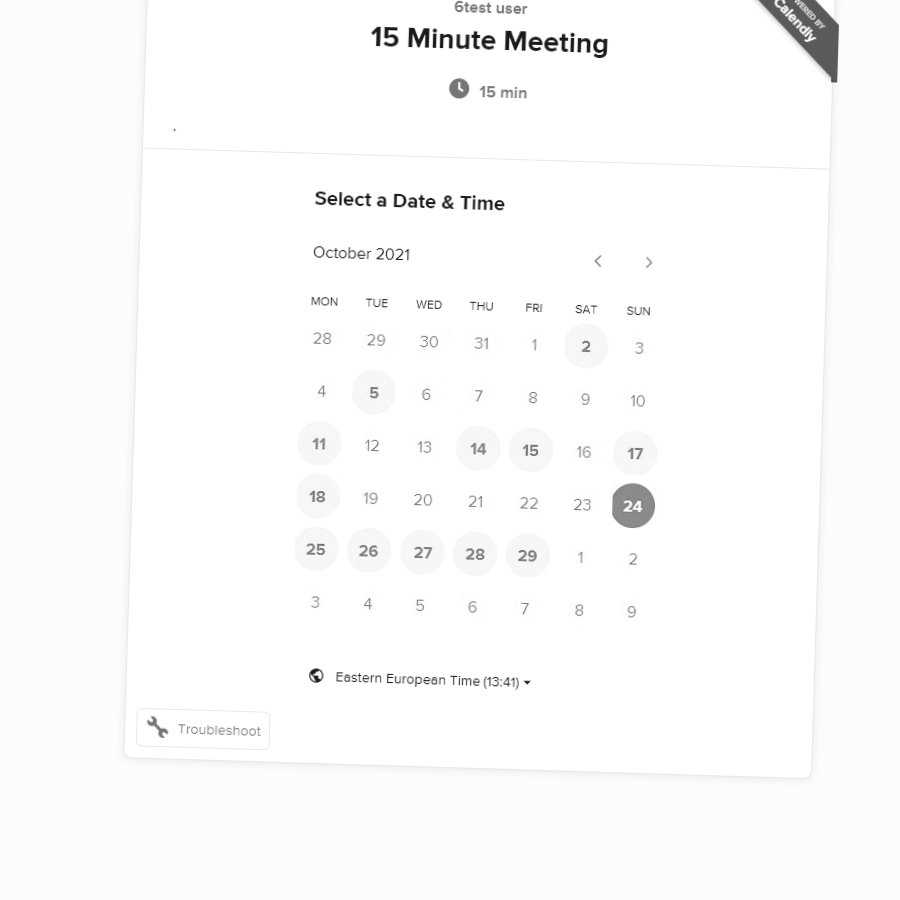 6test user
POWERED BY
Calendly
15 Minute Meeting
15 min
.
Select a Date & Time
October 2021
MON TUE WED THU FRI SAT SUN
28 29 30 31 1 2 3
4 5 6 7 8 9 10
11 12 13 14 15 16 17
18 19 20 21 22 23 24
25 26 27 28 29 1 2
3 4 5 6 7 8 9
Eastern European Time (13:41)
Troubleshoot